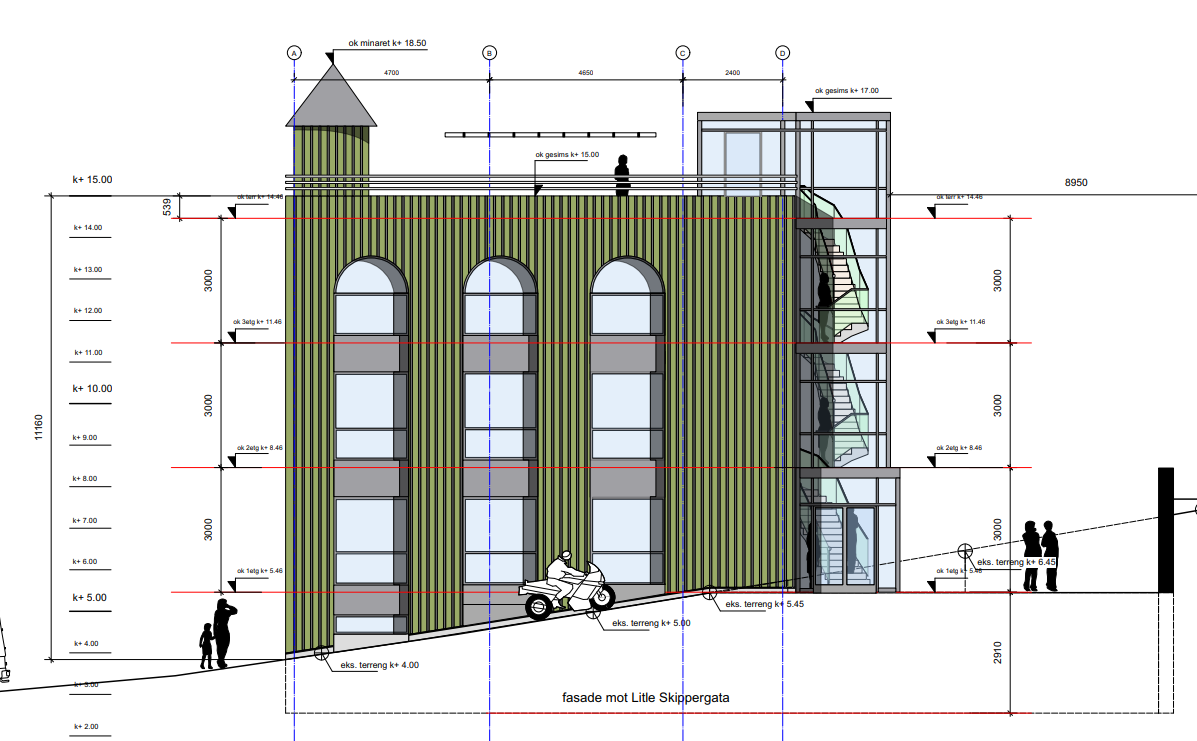 ok minaret k+ 18.50
A
B
C
D
4700
4650
2400
ok gesims k+ 17.00
ok gesims k+ 15.00
k+ 15.00
8950
539
ok terr k+ 14.46
ok terr k+ 14.46
k+ 14.00
k+ 13.00
3000
3000
k+ 12.00
ok 3etg k+ 11.46
ok 3etg k+ 11.46
k+ 11.00
k+ 10.00
3000
3000
11160
k+ 9.00
ok 2etg k+ 8.46
ok 2etg k+ 8.46
k+ 8.00
k+ 7.00
3000
3000
k+ 6.00
eks. terreng k+ 6.45
ok 1etg k+ 5.46
ok 1etg k+ 5.46
k+ 5.00
eks. terreng k+ 5.45
eks. terreng k+ 5.00
k+ 4.00
2910
eks. terreng k+ 4.00
k+ 3.00
fasade mot Litle Skippergata
k+ 2.00